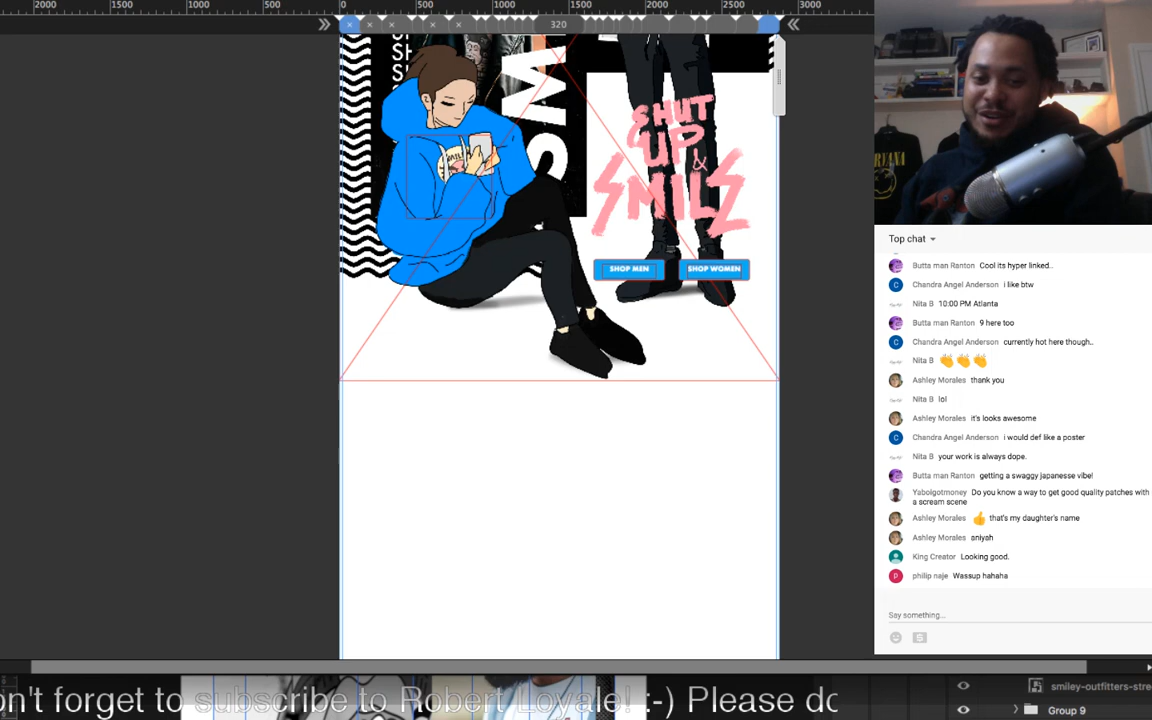 2000 1500 1000 500 0 500 1000 1500 2000 2500 3000
320
SHUT
UP
&
SMILE
SHOP MEN
SHOP WOMEN
Top chat
Butta man Ranton Cool its hyper linked..
Chandra Angel Anderson i like btw
Nita B 10:00 PM Atlanta
Butta man Ranton 9 here too
Chandra Angel Anderson currently hot here though..
Nita B 👏👏👏
Ashley Morales thank you
Nita B lol
Ashley Morales it's looks awesome
Chandra Angel Anderson i would def like a poster
Nita B your work is always dope.
Butta man Ranton getting a swaggy japanesse vibe!
Yaboigotmoney Do you know a way to get good quality patches with
a scream scene
Ashley Morales 👍 that's my daughter's name
Ashley Morales aniyah
King Creator Looking good.
philip naje Wassup hahaha
Say something...
on't forget to subscribe to Robert Loyale! :-) Please do
smiley-outfitters-stre
Group 9